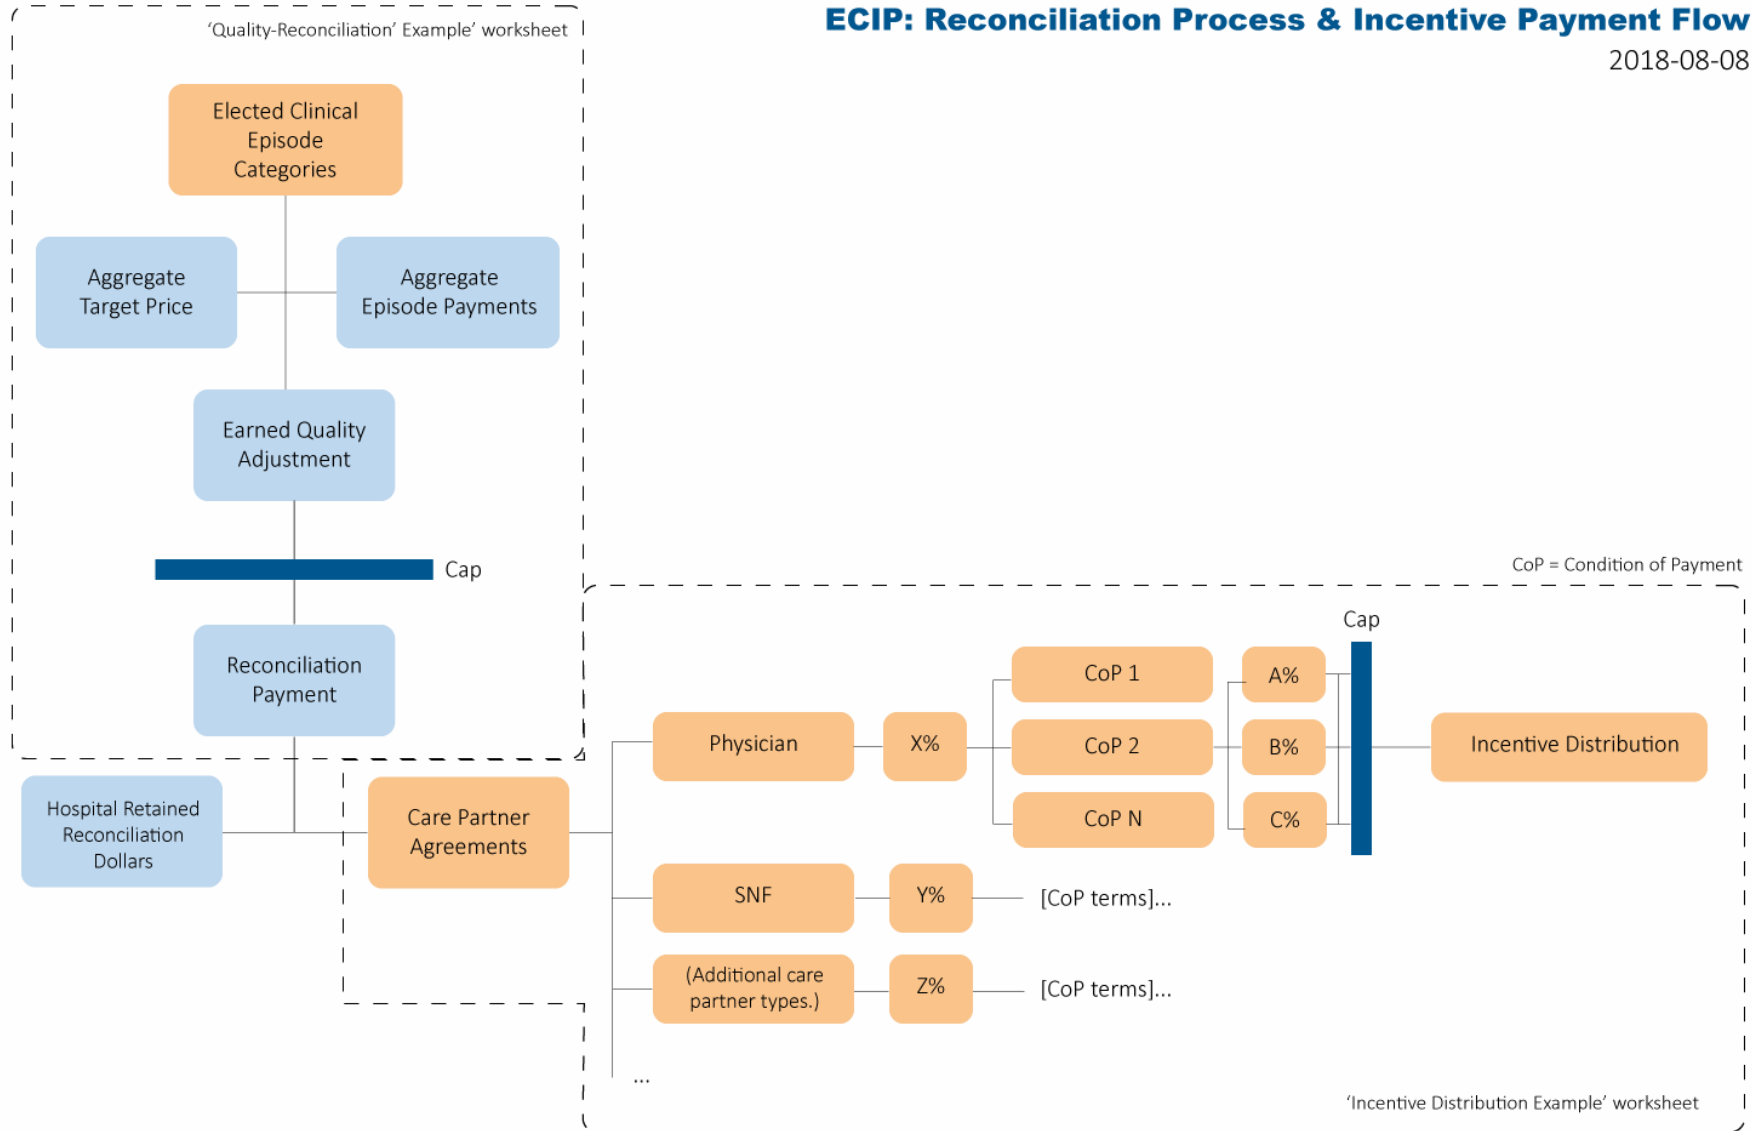 ECIP: Reconciliation Process & Incentive Payment Flow
2018-08-08
‘Quality-Reconciliation’ Example’ worksheet
Elected Clinical
Episode
Categories
Aggregate
Target Price
Aggregate
Episode Payments
Earned Quality
Adjustment
Cap
Reconciliation
Payment
Hospital Retained
Reconciliation
Dollars
Care Partner
Agreements
CoP = Condition of Payment
Physician
X%
CoP 1
CoP 2
CoP N
A%
B%
C%
Cap
Incentive Distribution
SNF
Y%
[CoP terms]...
(Additional care
partner types.)
Z%
[CoP terms]...
...
‘Incentive Distribution Example’ worksheet